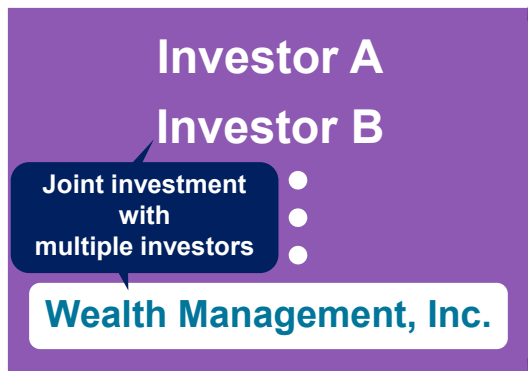 Investor A
Investor B
Joint investment
with
multiple investors
Wealth Management, Inc.